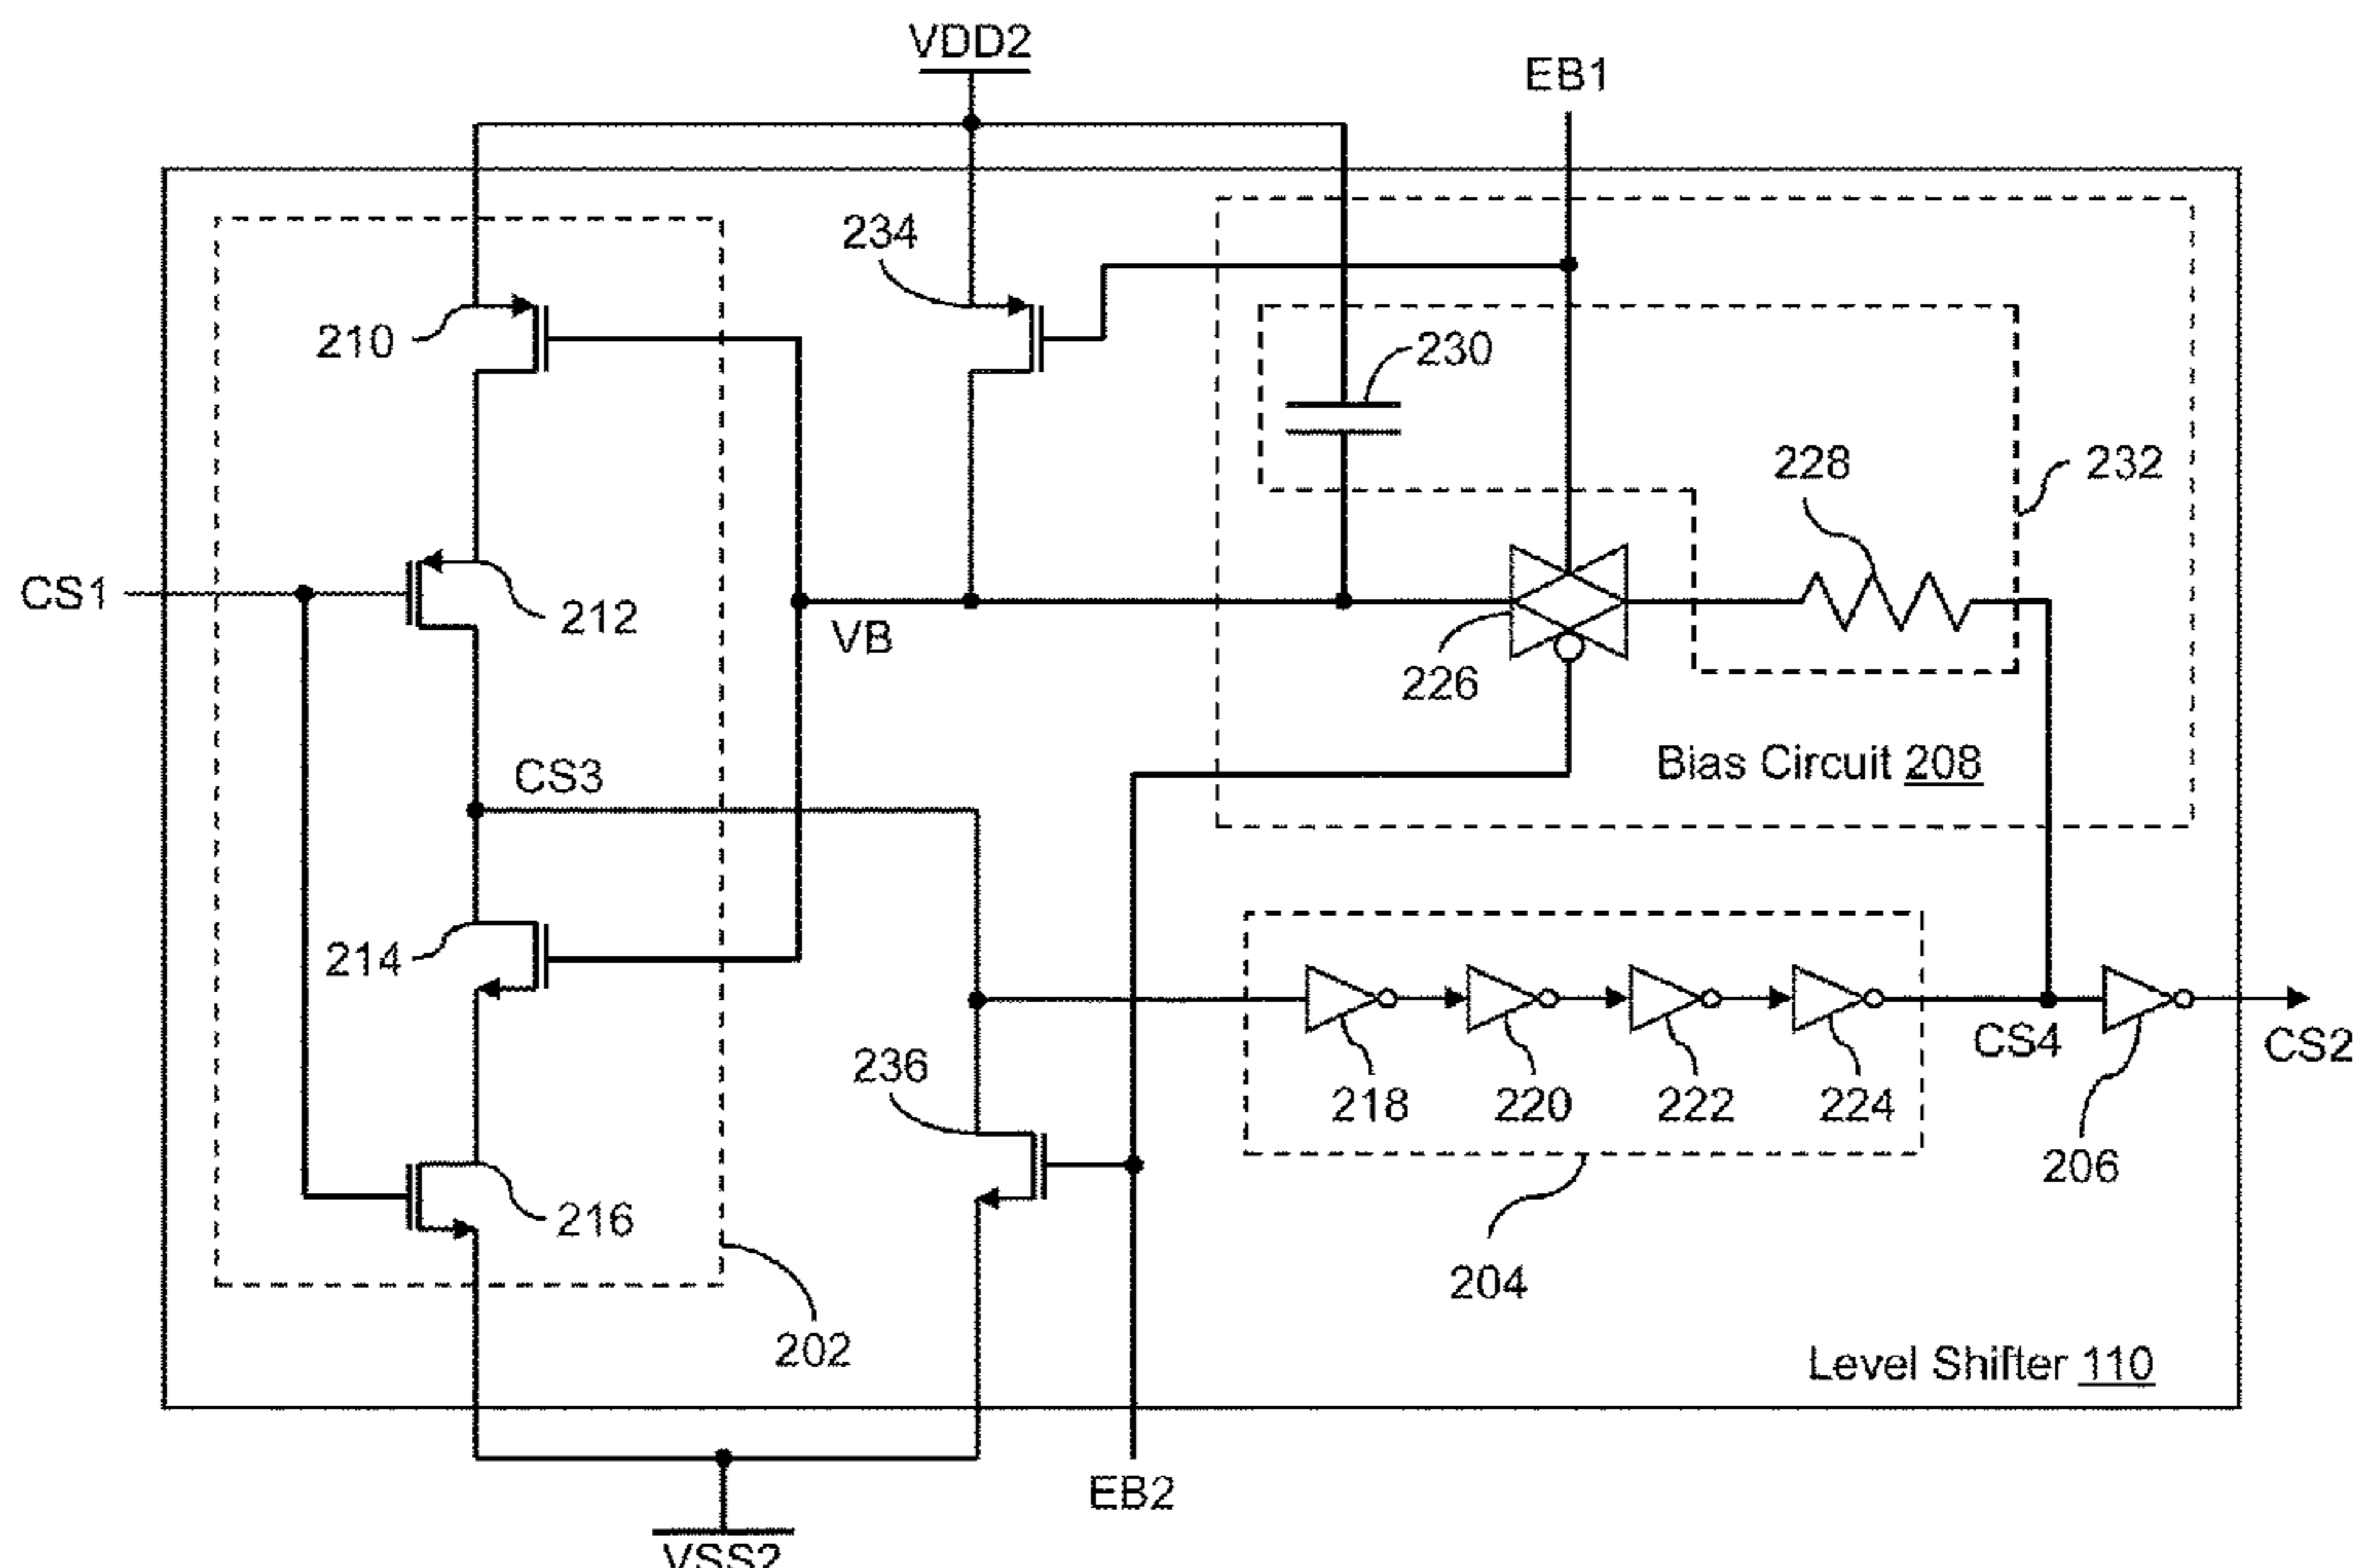 VDD2
EB1
234
210
230
228
232
CS1
212
VB
226
CS3
Bias Circuit 208
214
236
218
220
222
224
CS4
CS2
216
206
204
202
Level Shifter 110
EB2
VSS2